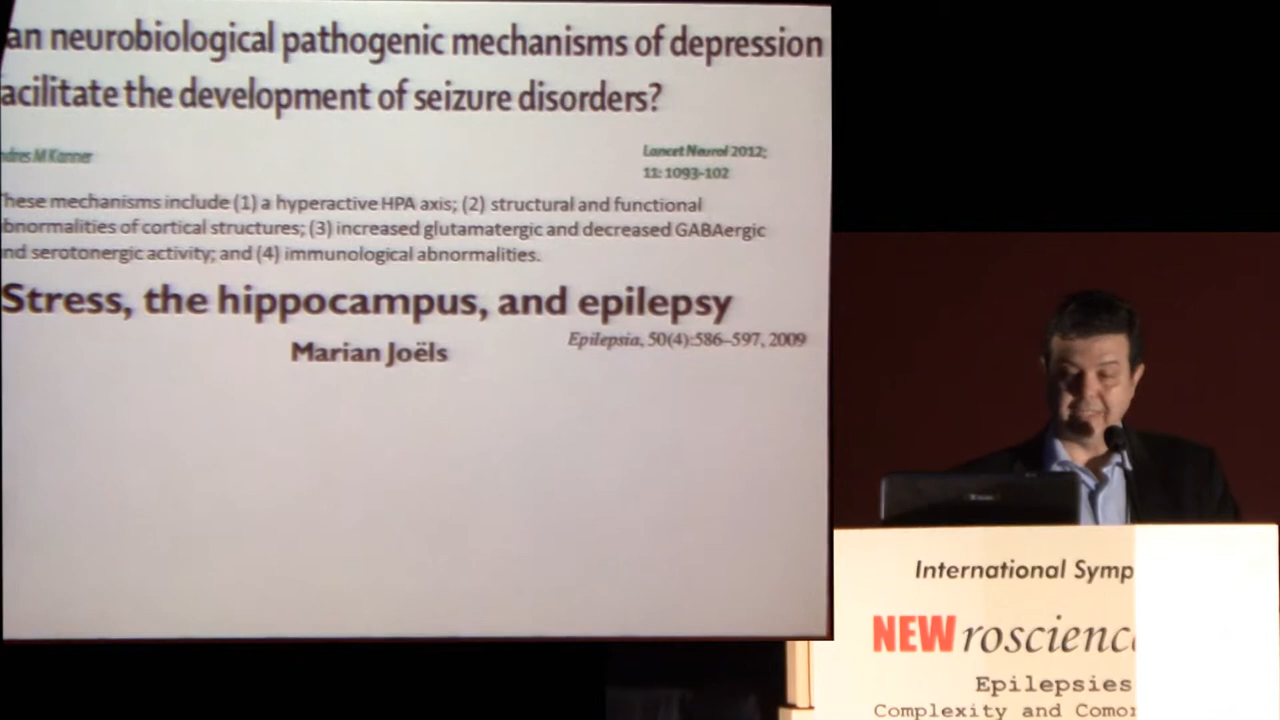 an neurobiological pathogenic mechanisms of depression
acilitate the development of seizure disorders?
ndres M Kanner
Lancet Neurol 2012;
11: 1093-102
hese mechanisms include (1) a hyperactive HPA axis; (2) structural and functional
bnormalities of cortical structures; (3) increased glutamatergic and decreased GABAergic
nd serotonergic activity; and (4) immunological abnormalities.
Stress, the hippocampus, and epilepsy
Epilepsia, 50(4):586–597, 2009
Marian Joëls
International Symp
NEWroscienc
Epilepsies
Complexity and Comor